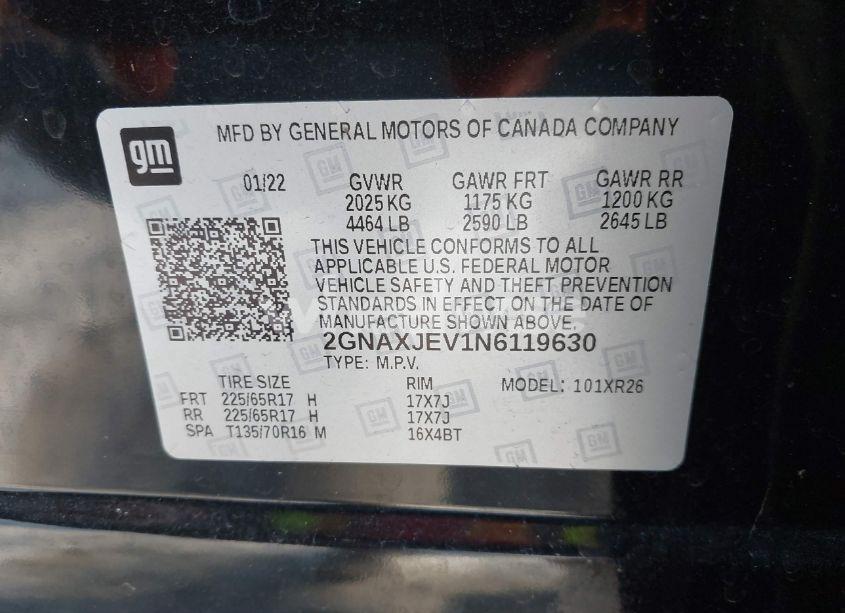 gm
MFD BY GENERAL MOTORS OF CANADA COMPANY
01/22 GVWR GAWR FRT GAWR RR
2025 KG 1175 KG 1200 KG
4464 LB 2590 LB 2645 LB
THIS VEHICLE CONFORMS TO ALL
APPLICABLE U.S. FEDERAL MOTOR
VEHICLE SAFETY AND THEFT PREVENTION
STANDARDS IN EFFECT ON THE DATE OF
MANUFACTURE SHOWN ABOVE.
2GNAXJEV1N6119630
TYPE: M.P.V.
TIRE SIZE RIM MODEL: 101XR26
FRT 225/65R17 H 17X7J
RR 225/65R17 H 17X7J
SPA T135/70R16 M 16X4BT